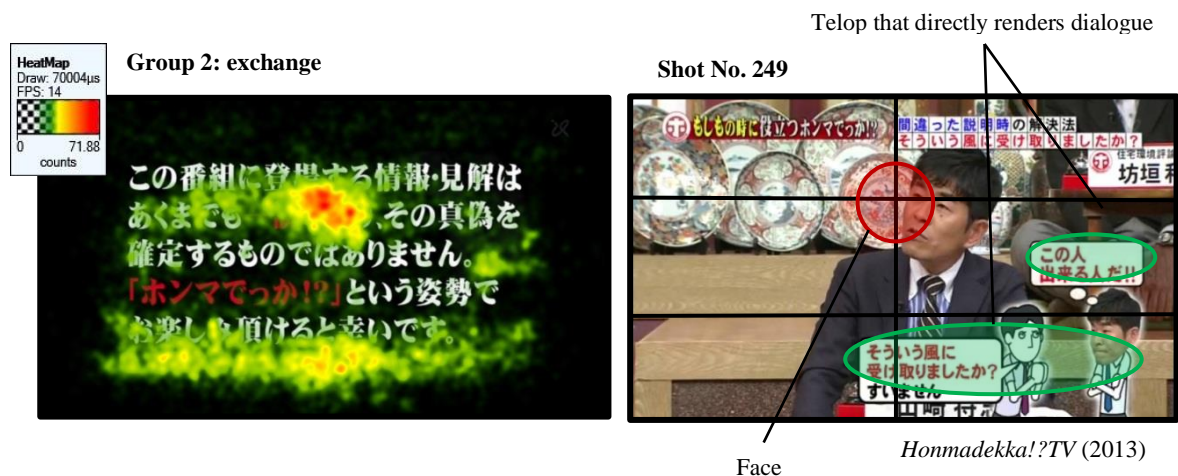 Telop that directly renders dialogue
HeatMap
Draw: 70004µs
FPS: 14
0 71.88
counts
Group 2: exchange
この番組に登場する情報・見解は
あくまでも
、その真偽を
確定するものではありません。
「ホンマでっか!?」という姿勢で
お楽しみ頂けると幸いです。
Shot No. 249
もしもの時に役立つホンマでっか!?
間違った説明時の解決法
そういう風に受け取りましたか?
住宅環境評論
坊垣
この人
出来る人だ!!
そういう風に
受け取りましたか?
すいません
Face
Honmadekka!?TV (2013)